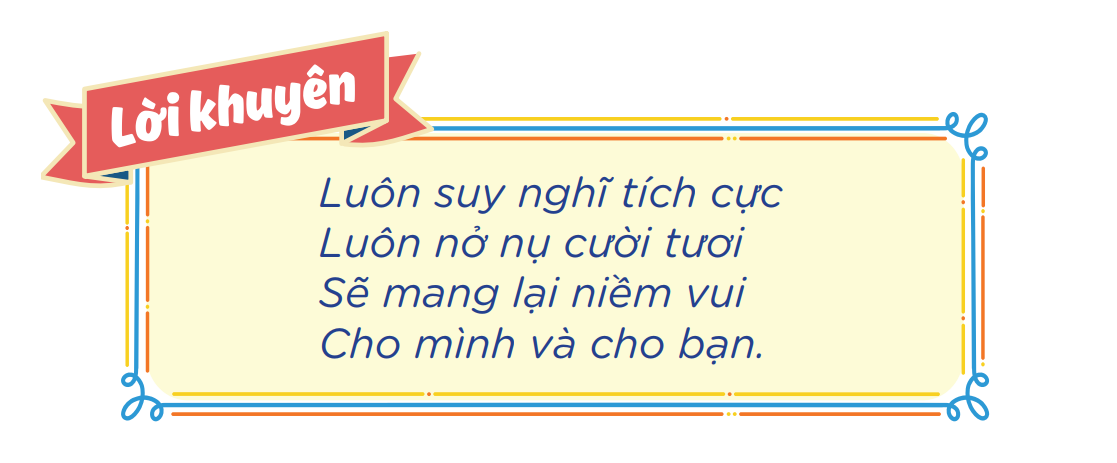 Lời khuyên
Luôn suy nghĩ tích cực
Luôn nở nụ cười tươi
Sẽ mang lại niềm vui
Cho mình và cho bạn.